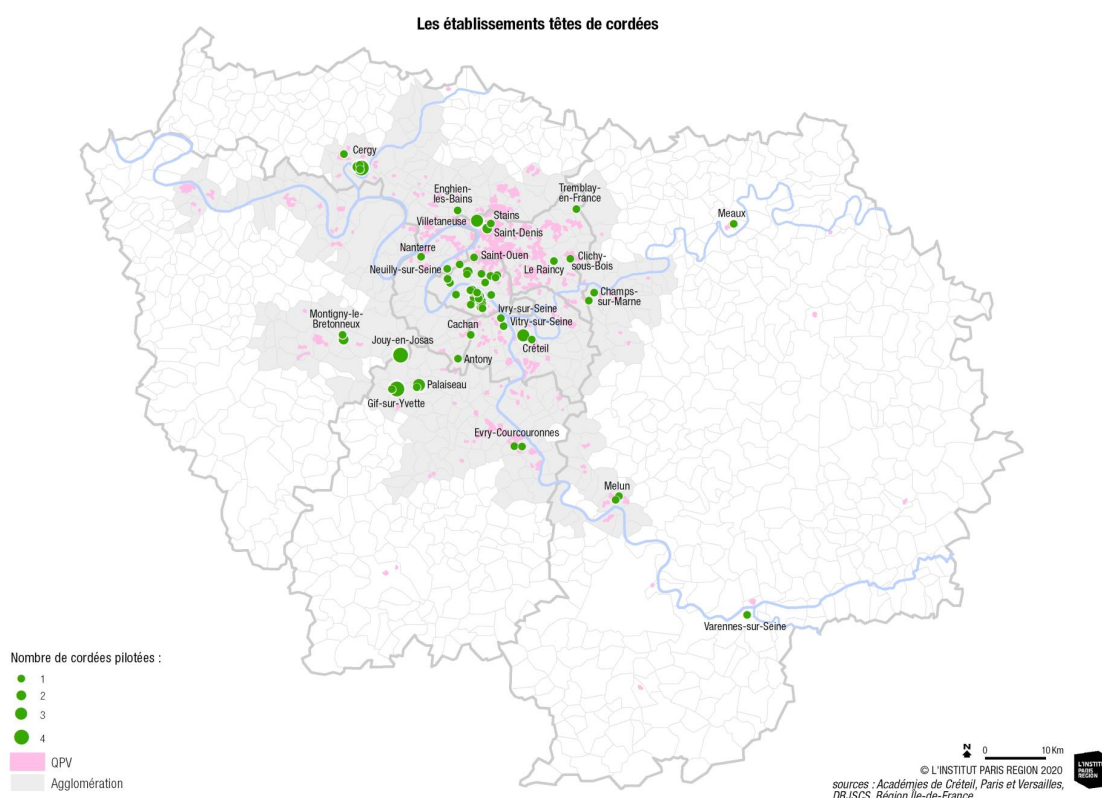 Les établissements têtes de cordées
Cergy
Enghien-
les-Bains
Tremblay-
en-France
Meaux
Villetaneuse
Stains
Saint-Denis
Nanterre
Saint-Ouen
Clichy-
sous-Bois
Neuilly-sur-Seine
Le Raincy
Champs-
sur-Marne
Ivry-sur-Seine
Montigny-le-
Bretonneux
Cachan
Vitry-sur-Seine
Jouy-en-Josas
Créteil
Antony
Palaiseau
Gif-sur-Yvette
Evry-Courcouronnes
Melun
Varennes-sur-Seine
Nombre de cordées pilotées :
1
2
3
4
QPV
Agglomération
N
0 10 Km
© L'INSTITUT PARIS REGION 2020
sources : Académies de Créteil, Paris et Versailles,
DRJSCS, Région Île-de-France
L'INSTITUT
PARIS
REGION